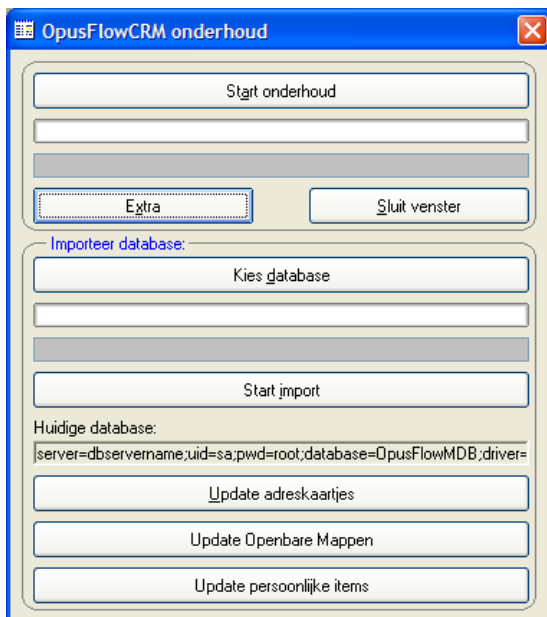 OpusFlowCRM onderhoud
Start onderhoud
Extra Sluit venster
Importeer database:
Kies database
Start import
Huidige database:
server=dbservername;uid=sa;pwd=root;database=OpusFlowMDB;driver=
Update adreskaartjes
Update Openbare Mappen
Update persoonlijke items